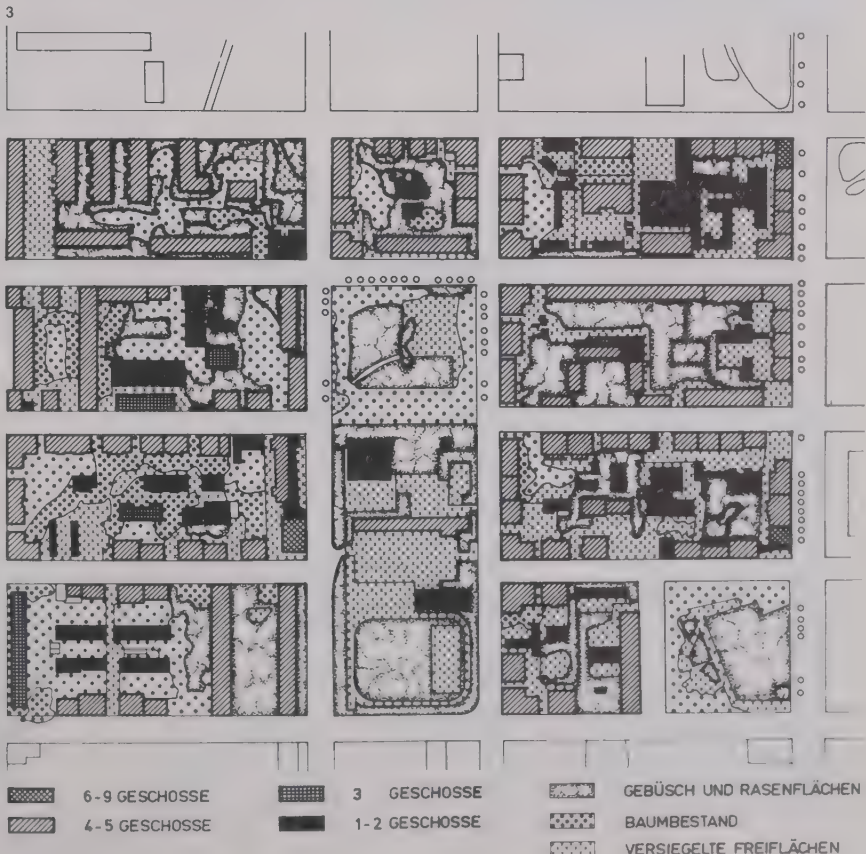 3
6-9 GESCHOSSE
4-5 GESCHOSSE
3 GESCHOSSE
1-2 GESCHOSSE
GEBÜSCH UND RASENFLÄCHEN
BAUMBESTAND
VERSIEGELTE FREIFLÄCHEN